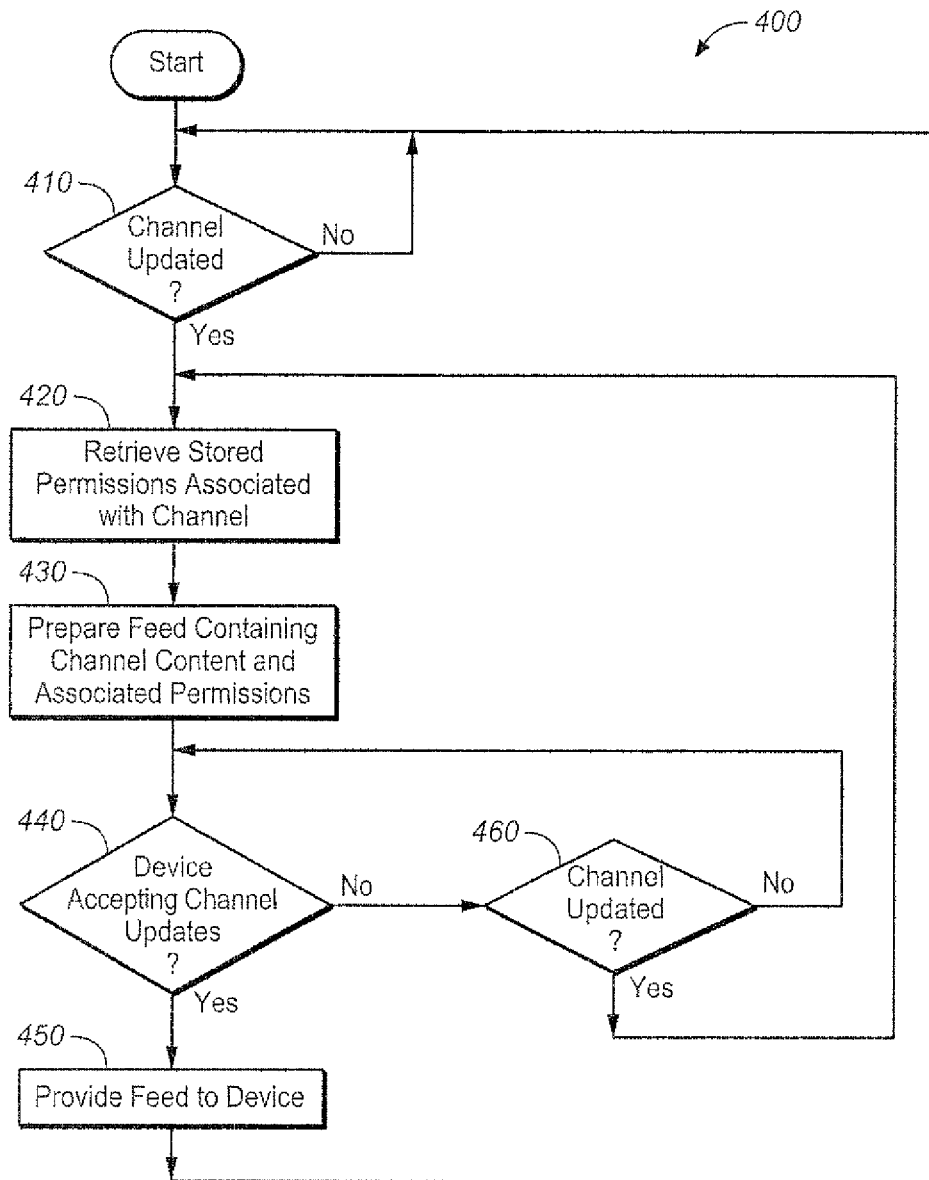 400
Start
410
Channel
Updated
?
No
Yes
420
Retrieve Stored
Permissions Associated
with Channel
430
Prepare Feed Containing
Channel Content and
Associated Permissions
440
Device
Accepting Channel
Updates
?
No
Yes
460
Channel
Updated
?
No
Yes
450
Provide Feed to Device